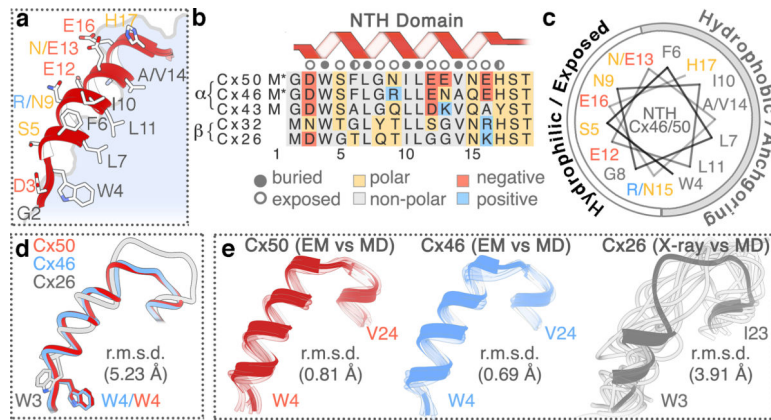 a
E16
H17
N/E13
E12
A/V14
R/N9
I10
S5
F6
L11
L7
D3
W4
G2
b
NTH Domain
α
Cx50 M* G D W S F L G N I L E E V N E H S T
Cx46 M* G D W S F L G R L L E N A Q E H S T
Cx43 M G D W S A L G Q L L D K V Q A Y S T
β
Cx32 M N W T G L Y T L L S G V N R H S T
Cx26 M D W G T L Q T I L G G V N K H S T
1 5 10 15
buried polar negative
exposed non-polar positive
c
Hydrophilic / Exposed
Hydrophobic / Anchgoring
F6
N/E13
H17
N9
I10
E16
A/V14
NTH
Cx46/50
S5
L7
E12
L11
G8
W4
R/N15
d
Cx50
Cx46
Cx26
r.m.s.d.
(5.23 Å)
W3
W4/W4
e
Cx50 (EM vs MD)
V24
r.m.s.d.
(0.81 Å)
W4
Cx46 (EM vs MD)
V24
r.m.s.d.
(0.69 Å)
W4
Cx26 (X-ray vs MD)
I23
r.m.s.d.
(3.91 Å)
W3